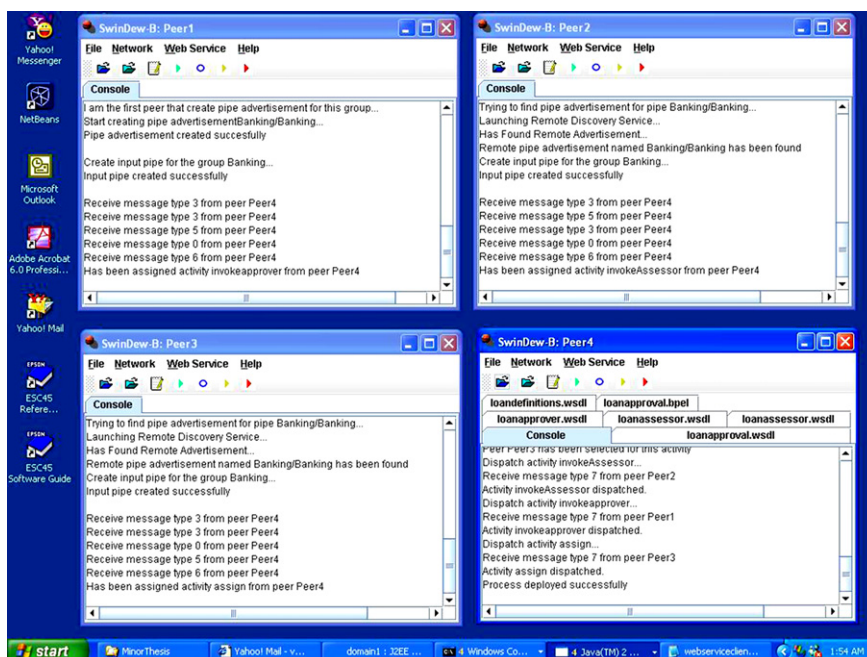 Yahoo!
Messenger
NetBeans
Microsoft
Outlook
Adobe Acrobat
6.0 Professi...
Yahoo! Mail
EPSON
ESC45
Refere...
EPSON
ESC45
Software Guide
SwinDew-B: Peer1
File Network Web Service Help
Console
I am the first peer that create pipe advertisement for this group...
Start creating pipe advertisementBanking/Banking...
Pipe advertisement created succesfully
Create input pipe for the group Banking...
Input pipe created successfully
Receive message type 3 from peer Peer4
Receive message type 3 from peer Peer4
Receive message type 5 from peer Peer4
Receive message type 0 from peer Peer4
Receive message type 6 from peer Peer4
Has been assigned activity invokeapprover from peer Peer4
SwinDew-B: Peer2
File Network Web Service Help
Console
Trying to find pipe advertisement for pipe Banking/Banking...
Launching Remote Discovery Service...
Has Found Remote Advertisement...
Remote pipe advertisement named Banking/Banking has been found
Create input pipe for the group Banking...
Input pipe created successfully
Receive message type 3 from peer Peer4
Receive message type 5 from peer Peer4
Receive message type 3 from peer Peer4
Receive message type 0 from peer Peer4
Receive message type 6 from peer Peer4
Has been assigned activity invokeAssessor from peer Peer4
SwinDew-B: Peer3
File Network Web Service Help
Console
Trying to find pipe advertisement for pipe Banking/Banking...
Launching Remote Discovery Service...
Has Found Remote Advertisement...
Remote pipe advertisement named Banking/Banking has been found
Create input pipe for the group Banking...
Input pipe created successfully
Receive message type 3 from peer Peer4
Receive message type 3 from peer Peer4
Receive message type 0 from peer Peer4
Receive message type 5 from peer Peer4
Receive message type 6 from peer Peer4
Has been assigned activity assign from peer Peer4
SwinDew-B: Peer4
File Network Web Service Help
loandefinitions.wsdl loanapproval.bpel
loanapprover.wsdl loanassessor.wsdl loanassessor.wsdl
Console loanapproval.wsdl
Peer Peer3 has been selected for this activity
Dispatch activity invokeAssessor...
Receive message type 7 from peer Peer2
Activity invokeAssessor dispatched.
Dispatch activity invokeapprover...
Receive message type 7 from peer Peer1
Activity invokeapprover dispatched.
Dispatch activity assign...
Receive message type 7 from peer Peer3
Activity assign dispatched.
Process deployed successfully
start MinorThesis Yahoo! Mail - v... domain1 : J2EE ... 4 Windows Co... 4 Java(TM) 2 ... webserviceclien... 1:54 AM